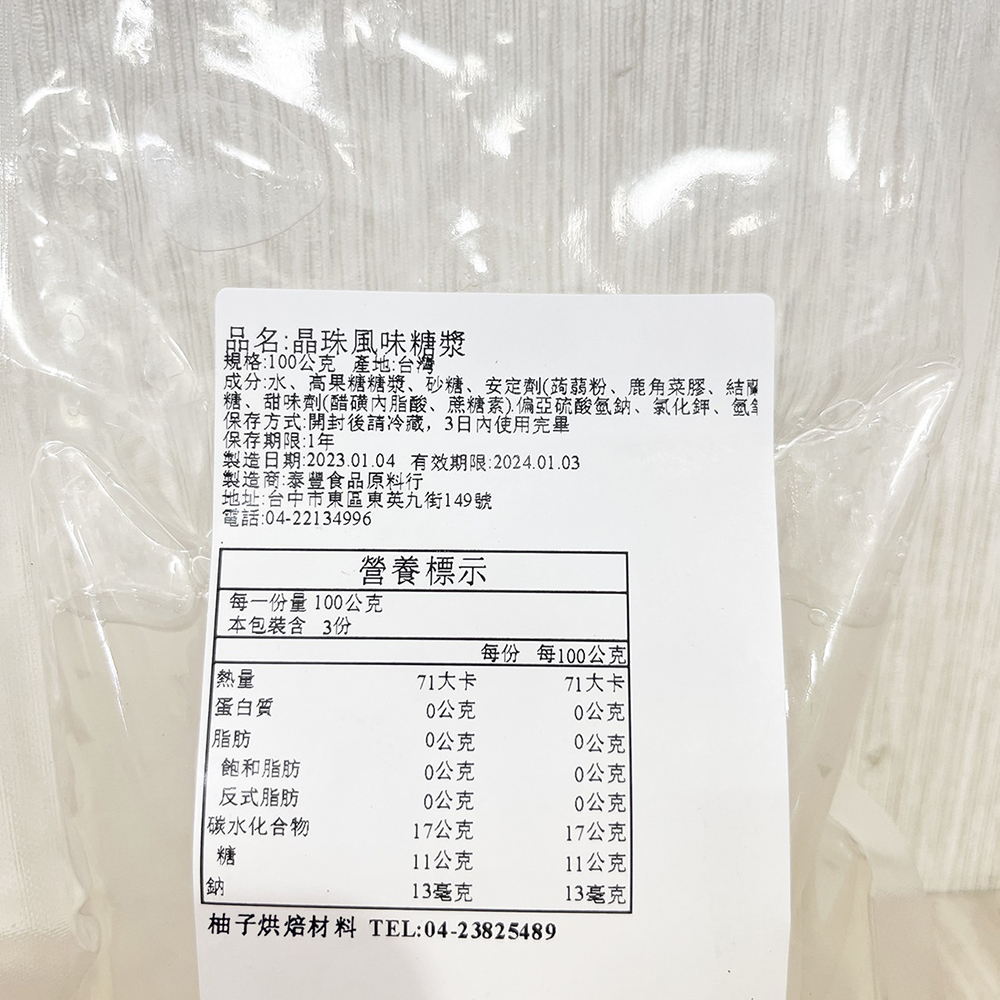 品名:晶珠風味糖漿
規格:100公克 產地:台灣
成分:水、高果糖糖漿、砂糖、安定劑(蒟蒻粉、鹿角菜膠、結蘭
糖、甜味劑(醋磺內脂酸、蔗糖素).偏亞硫酸氫鈉、氯化鉀、氫氧
保存方式:開封後請冷藏，3日內使用完畢
保存期限:1年
製造日期:2023.01.04 有效期限:2024.01.03
製造商:泰豐食品原料行
地址:台中市東區東英九街149號
電話:04-22134996
營養標示
每一份量 100公克
本包裝含 3份
每份 每100公克
熱量 71大卡 71大卡
蛋白質 0公克 0公克
脂肪 0公克 0公克
飽和脂肪 0公克 0公克
反式脂肪 0公克 0公克
碳水化合物 17公克 17公克
糖 11公克 11公克
鈉 13毫克 13毫克
柚子烘焙材料 TEL:04-23825489